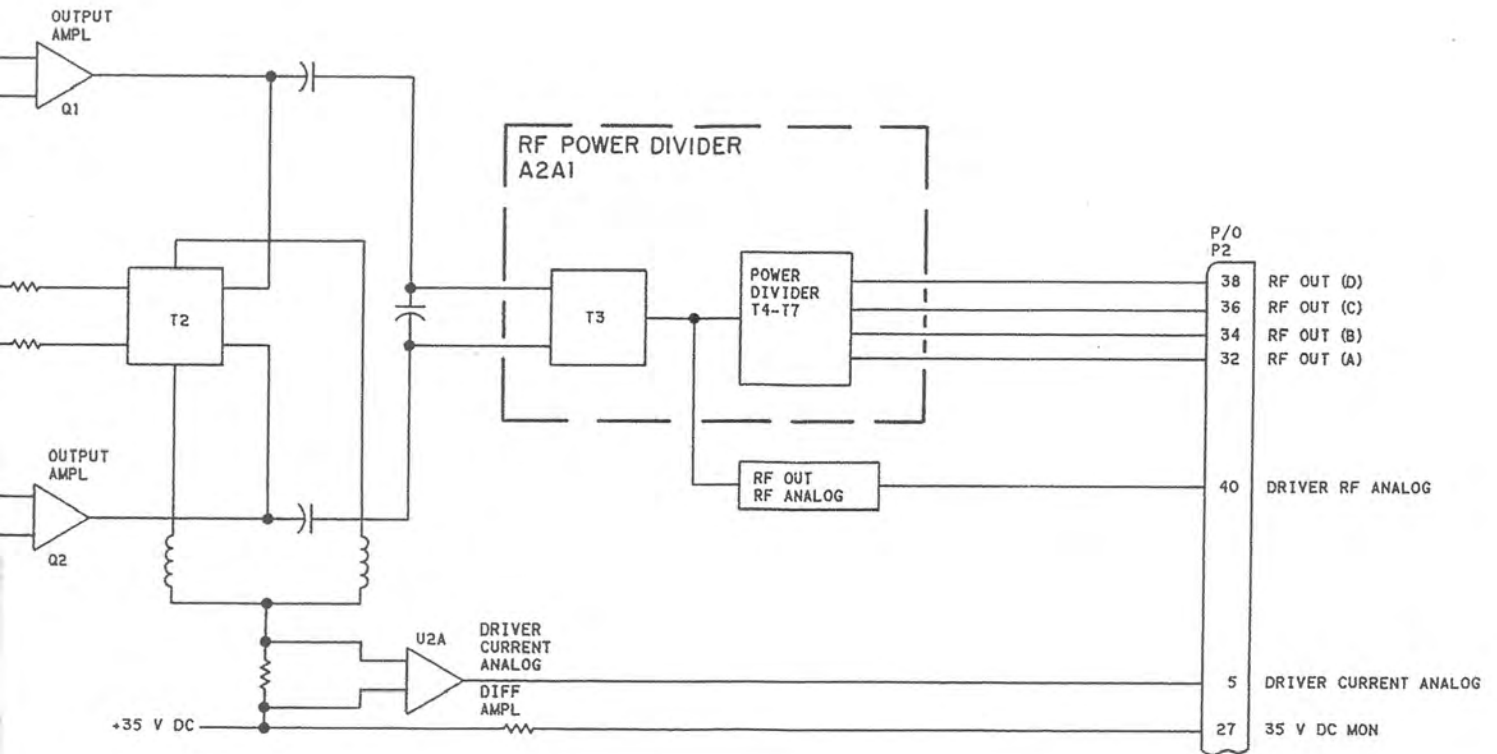 OUTPUT
AMPL
Q1
RF POWER DIVIDER
A2A1
P/O
P2
T2
T3
POWER
DIVIDER
T4-T7
38 RF OUT (D)
36 RF OUT (C)
34 RF OUT (B)
32 RF OUT (A)
OUTPUT
AMPL
Q2
RF OUT
RF ANALOG
40 DRIVER RF ANALOG
U2A
DRIVER
CURRENT
ANALOG
DIFF
AMPL
5 DRIVER CURRENT ANALOG
+35 V DC
27 35 V DC MON